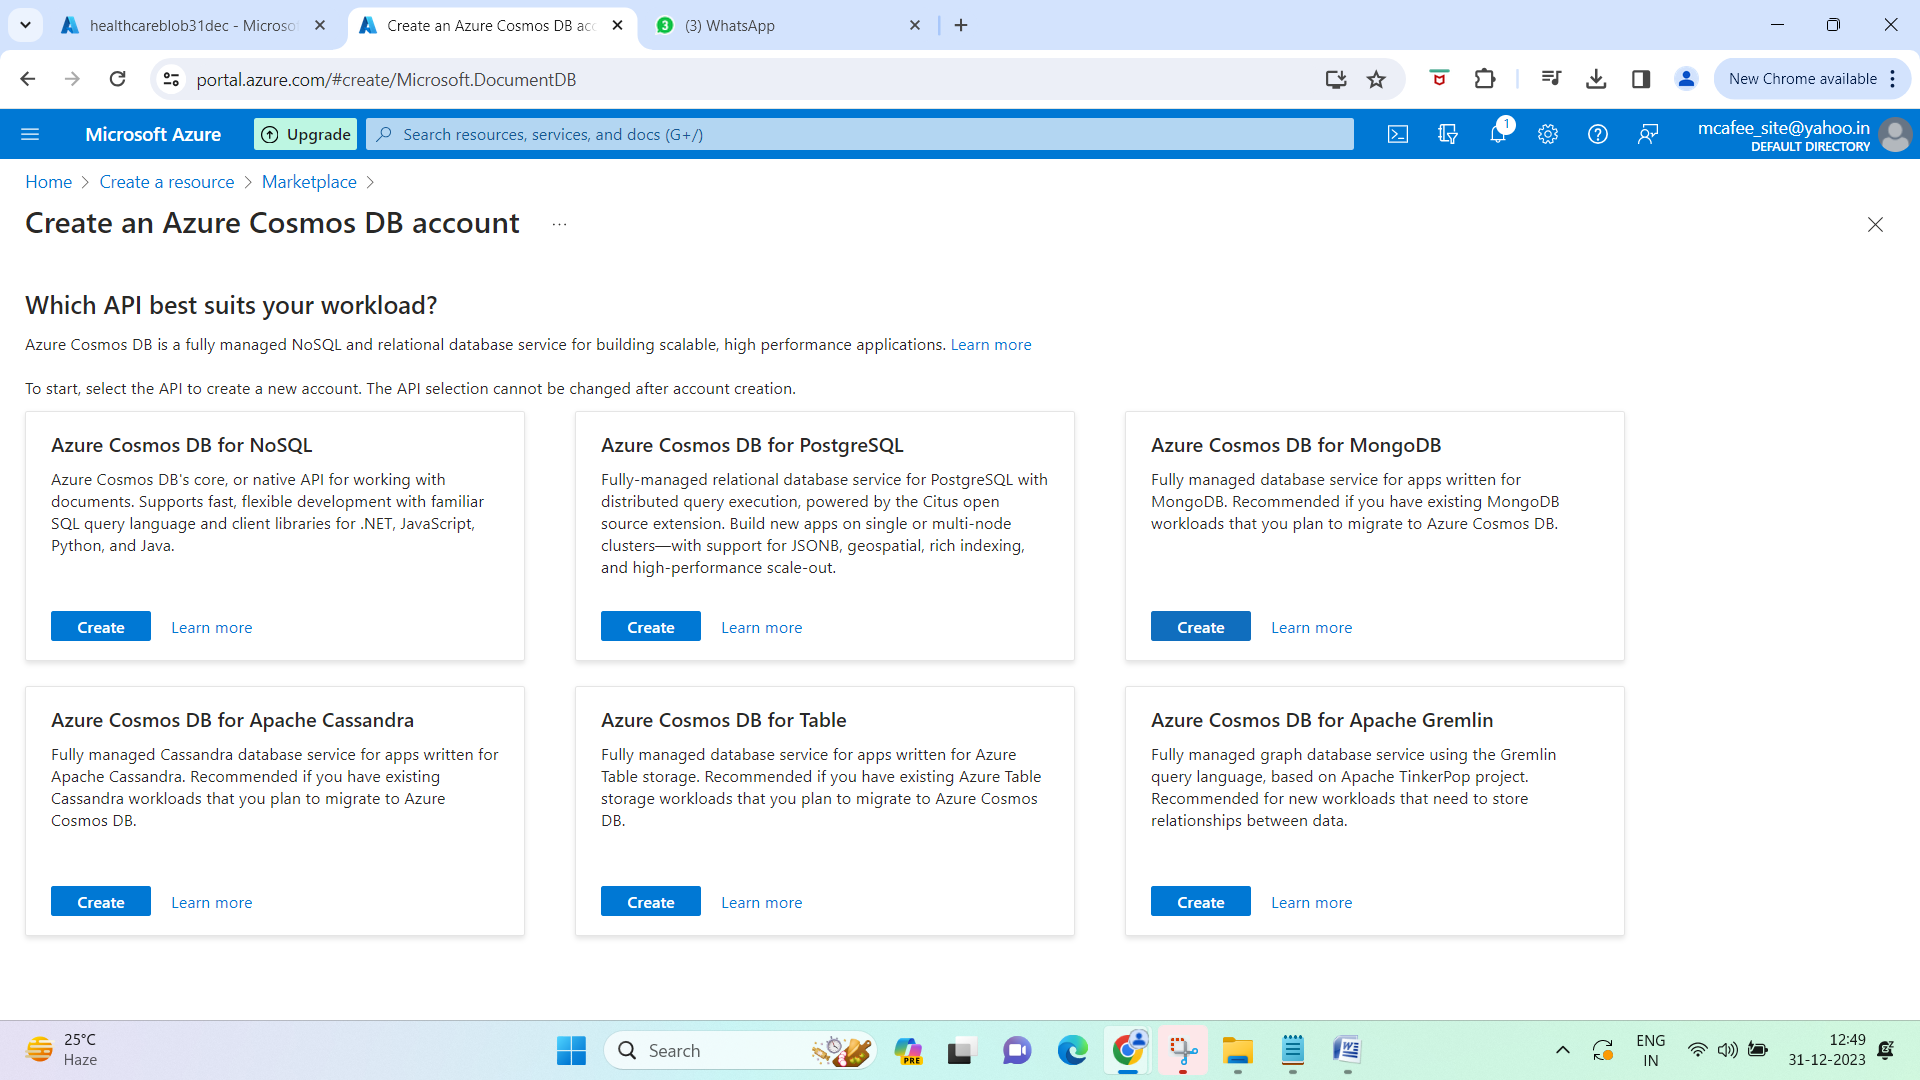 healthcareblob31dec - Microso
Create an Azure Cosmos DB acc
(3) WhatsApp
portal.azure.com/#create/Microsoft.DocumentDB
New Chrome available
Microsoft Azure
Upgrade
Search resources, services, and docs (G+/)
1
mcafee_site@yahoo.in
DEFAULT DIRECTORY
Home > Create a resource > Marketplace >
Create an Azure Cosmos DB account ...
Which API best suits your workload?
Azure Cosmos DB is a fully managed NoSQL and relational database service for building scalable, high performance applications. Learn more
To start, select the API to create a new account. The API selection cannot be changed after account creation.
Azure Cosmos DB for NoSQL
Azure Cosmos DB's core, or native API for working with
documents. Supports fast, flexible development with familiar
SQL query language and client libraries for .NET, JavaScript,
Python, and Java.
Create
Learn more
Azure Cosmos DB for PostgreSQL
Fully-managed relational database service for PostgreSQL with
distributed query execution, powered by the Citus open
source extension. Build new apps on single or multi-node
clusters—with support for JSONB, geospatial, rich indexing,
and high-performance scale-out.
Create
Learn more
Azure Cosmos DB for MongoDB
Fully managed database service for apps written for
MongoDB. Recommended if you have existing MongoDB
workloads that you plan to migrate to Azure Cosmos DB.
Create
Learn more
Azure Cosmos DB for Apache Cassandra
Fully managed Cassandra database service for apps written for
Apache Cassandra. Recommended if you have existing
Cassandra workloads that you plan to migrate to Azure
Cosmos DB.
Create
Learn more
Azure Cosmos DB for Table
Fully managed database service for apps written for Azure
Table storage. Recommended if you have existing Azure Table
storage workloads that you plan to migrate to Azure Cosmos
DB.
Create
Learn more
Azure Cosmos DB for Apache Gremlin
Fully managed graph database service using the Gremlin
query language, based on Apache TinkerPop project.
Recommended for new workloads that need to store
relationships between data.
Create
Learn more
25°C
Haze
Search
PRE
ENG
IN
12:49
31-12-2023